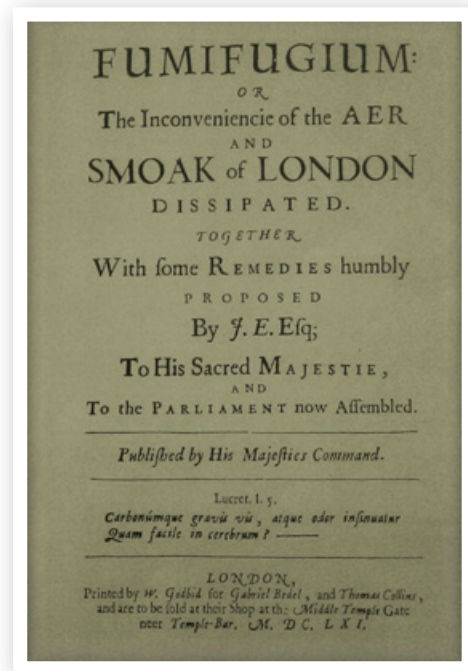 FUMIFUGIUM:
OR
The Inconveniencie of the AER
AND
SMOAK of LONDON
DISSIPATED.
TOGETHER
With ſome REMEDIES humbly
PROPOSED
By J. E. Eſq;
To His Sacred MAJESTIE,
AND
To the PARLIAMENT now Aſſembled.
Publiſhed by His Majeſties Command.
Lucret. l. 5.
Carbonúmque gravis vis, atque odor inſinuatur
Quam facile in cerebrum? ——
LONDON,
Printed by W. Godbid for Gabriel Bedel, and Thomas Collins,
and are to be ſold at their Shop at the Middle Temple Gate
neer Temple-Bar. M. D C. L X I.